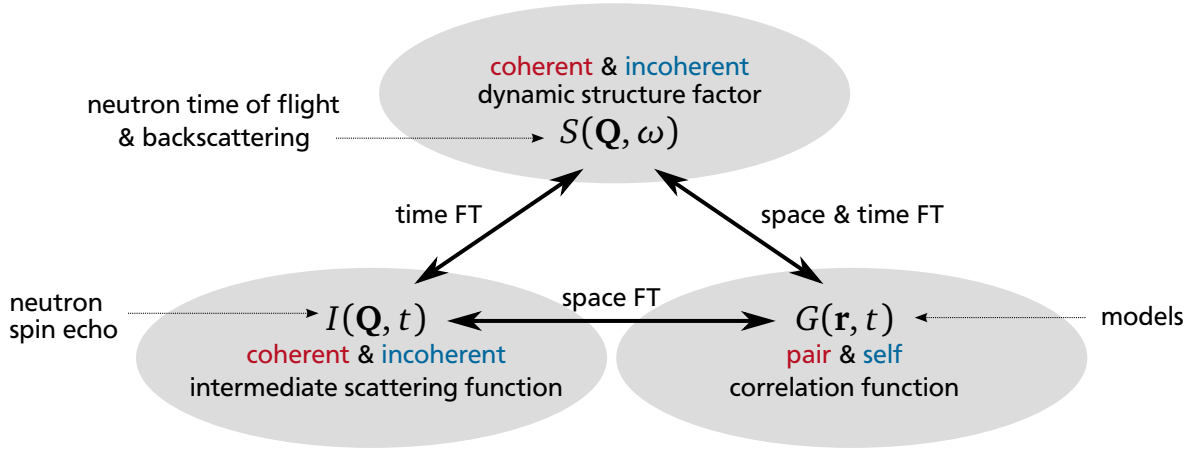 coherent & incoherent
dynamic structure factor
S(Q, ω)
neutron time of flight
& backscattering
time FT
space & time FT
neutron
spin echo
I(Q, t)
coherent & incoherent
intermediate scattering function
space FT
G(r, t)
pair & self
correlation function
models